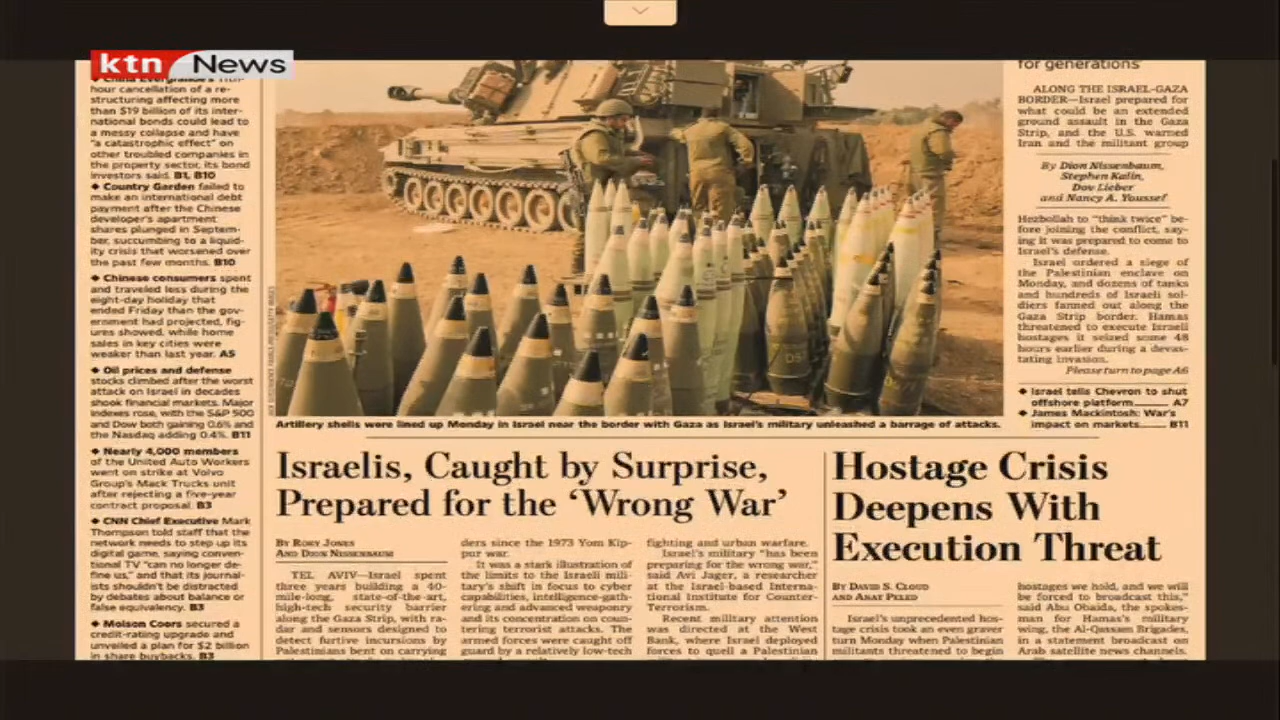 ktn News
◆ China Evergrande's
hour cancellation of a re-
structuring affecting more
than $19 billion of its inter-
national bonds could lead to
a messy collapse and have
“a catastrophic effect” on
other troubled companies in
the property sector, its bond
investors said. B1, B10
◆ Country Garden failed to
make an international debt
payment after the Chinese
developer's apartment
shares plunged in Septem-
ber, succumbing to a liquid-
ity crisis that worsened over
the past few months. B10
◆ Chinese consumers spent
and traveled less during the
eight-day holiday that
ended Friday than the gov-
ernment had projected, fig-
ures showed, while home
sales in key cities were
weaker than last year. A5
◆ Oil prices and defense
stocks climbed after the worst
attack on Israel in decades
shook financial markets. Major
indexes rose, with the S&P 500
and Dow both gaining 0.6% and
the Nasdaq adding 0.4%. B11
◆ Nearly 4,000 members
of the United Auto Workers
went on strike at Volvo
Group's Mack Trucks unit
after rejecting a five-year
contract proposal. B3
◆ CNN Chief Executive Mark
Thompson told staff that the
network needs to step up its
digital game, saying conven-
tional TV “can no longer de-
fine us,” and that its journal-
ists shouldn't be distracted
by debates about balance or
false equivalency. B3
◆ Molson Coors secured a
credit-rating upgrade and
unveiled a plan for $2 billion
in share buybacks. B3
Artillery shells were lined up Monday in Israel near the border with Gaza as Israel's military unleashed a barrage of attacks.
Israelis, Caught by Surprise,
Prepared for the ‘Wrong War’
BY RORY JONES
AND DION NISSENBAUM
TEL AVIV—Israel spent
three years building a 40-
mile-long, state-of-the-art,
high-tech security barrier
along the Gaza Strip, with ra-
dar and sensors designed to
detect furtive incursions by
Palestinians bent on carrying
ders since the 1973 Yom Kip-
pur war.
It was a stark illustration of
the limits to the Israeli mili-
tary's shift in focus to cyber
capabilities, intelligence-gath-
ering and advanced weaponry
and its concentration on coun-
tering terrorist attacks. The
armed forces were caught off
guard by a relatively low-tech
fighting and urban warfare.
Israel's military “has been
preparing for the wrong war,”
said Avi Jager, a researcher
at the Israel-based Interna-
tional Institute for Counter-
Terrorism.
Recent military attention
was directed at the West
Bank, where Israel deployed
forces to quell a Palestinian
for generations
ALONG THE ISRAEL-GAZA
BORDER—Israel prepared for
what could be an extended
ground assault in the Gaza
Strip, and the U.S. warned
Iran and the militant group
By Dion Nissenbaum,
Stephen Kalin,
Dov Lieber
and Nancy A. Youssef
Hezbollah to “think twice” be-
fore joining the conflict, say-
ing it was prepared to come to
Israel's defense.
Israel ordered a siege of
the Palestinian enclave on
Monday, and dozens of tanks
and hundreds of Israeli sol-
diers fanned out along the
Gaza Strip border. Hamas
threatened to execute Israeli
hostages it seized some 48
hours earlier during a devas-
tating invasion.
Please turn to page A6
◆ Israel tells Chevron to shut
offshore platform A7
◆ James Mackintosh: War's
impact on markets B11
Hostage Crisis
Deepens With
Execution Threat
BY DAVID S. CLOUD
AND ANAT PELED
Israel's unprecedented hos-
tage crisis took an even graver
turn Monday when Palestinian
militants threatened to begin
hostages we hold, and we will
be forced to broadcast this,”
said Abu Obaida, the spokes-
man for Hamas's military
wing, the Al-Qassam Brigades,
in a statement broadcast on
Arab satellite news channels.